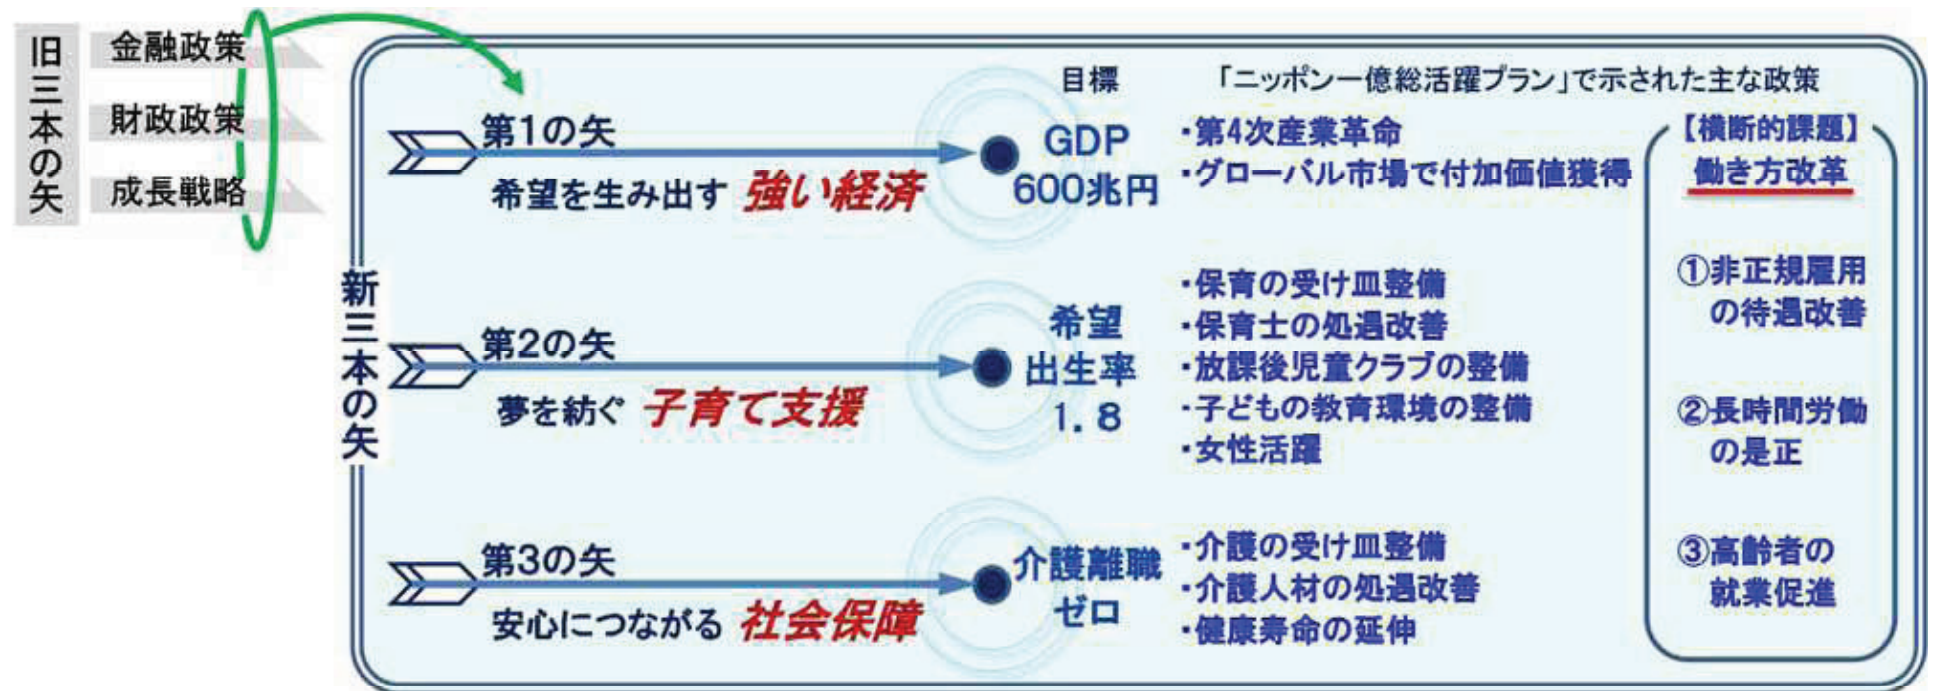 旧三本の矢
金融政策
財政政策
成長戦略
新三本の矢
目標
「ニッポン一億総活躍プラン」で示された主な政策
第1の矢
希望を生み出す 強い経済
GDP
600兆円
・第4次産業革命
・グローバル市場で付加価値獲得
第2の矢
夢を紡ぐ 子育て支援
希望
出生率
1．8
・保育の受け皿整備
・保育士の処遇改善
・放課後児童クラブの整備
・子どもの教育環境の整備
・女性活躍
第3の矢
安心につながる 社会保障
介護離職
ゼロ
・介護の受け皿整備
・介護人材の処遇改善
・健康寿命の延伸
【横断的課題】
働き方改革
①非正規雇用
の待遇改善
②長時間労働
の是正
③高齢者の
就業促進